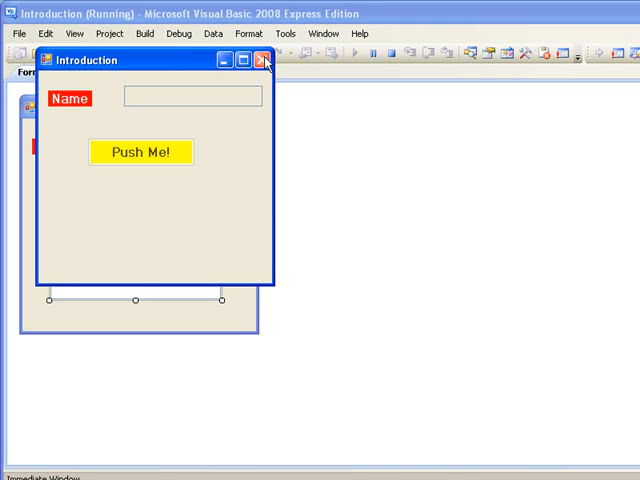 Introduction (Running) - Microsoft Visual Basic 2008 Express Edition
File Edit View Project Build Debug Format Data Tools Window Help
Introduction
Name
Push Me!
Immediate Window